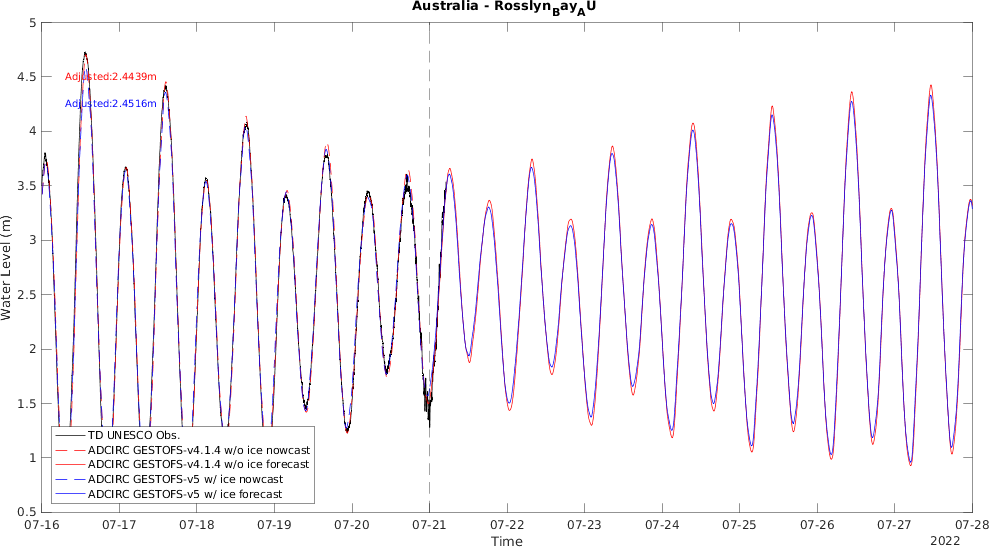 Australia - RosslynBayAU
5
4.5
4
3.5
3
2.5
2
1.5
1
0.5
Water Level (m)
Adjusted:2.4439m
Adjusted:2.4516m
TD UNESCO Obs.
ADCIRC GESTOFS-v4.1.4 w/o ice nowcast
ADCIRC GESTOFS-v4.1.4 w/o ice forecast
ADCIRC GESTOFS-v5 w/ ice nowcast
ADCIRC GESTOFS-v5 w/ ice forecast
07-16 07-17 07-18 07-19 07-20 07-21 07-22 07-23 07-24 07-25 07-26 07-27 07-28
Time
2022